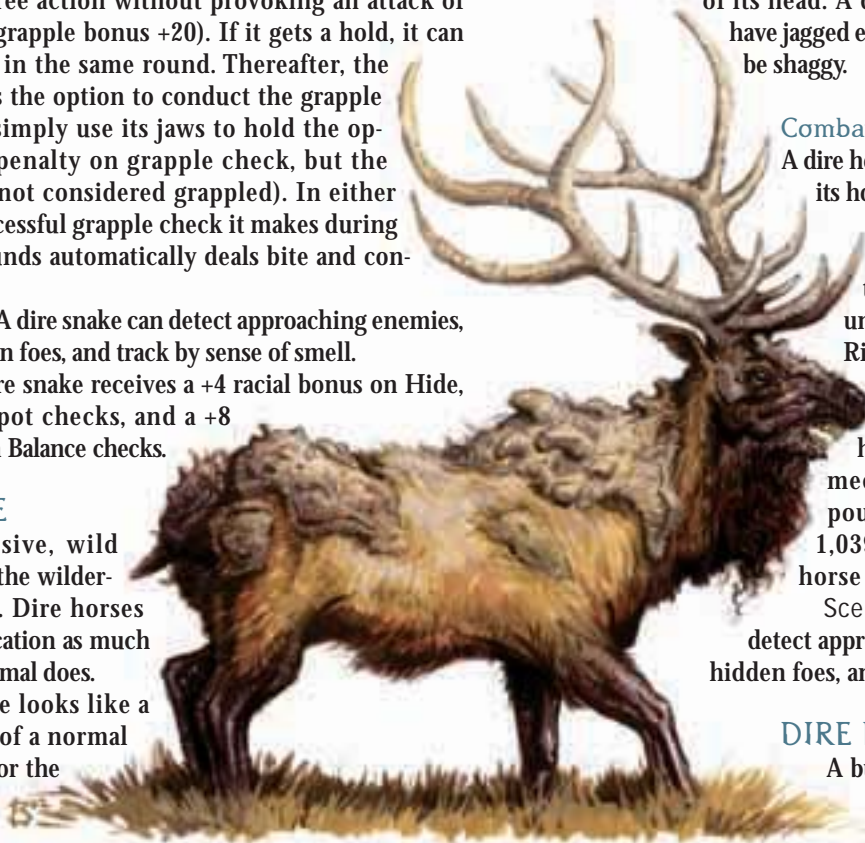 ree action without provoking an attack of
grapple bonus +20). If it gets a hold, it can
in the same round. Thereafter, the
s the option to conduct the grapple
simply use its jaws to hold the op-
penalty on grapple check, but the
not considered grappled). In either
cessful grapple check it makes during
unds automatically deals bite and con-
A dire snake can detect approaching enemies,
n foes, and track by sense of smell.
re snake receives a +4 racial bonus on Hide,
pot checks, and a +8
Balance checks.
E
sive, wild
the wilder-
. Dire horses
cation as much
mal does.
e looks like a
of a normal
or the
of its head. A
have jagged e
be shaggy.
Comba
A dire h
its ho
t
un
Ri
h
med
pou
1,039
horse
Sce
detect appr
hidden foes, an
DIRE
A b